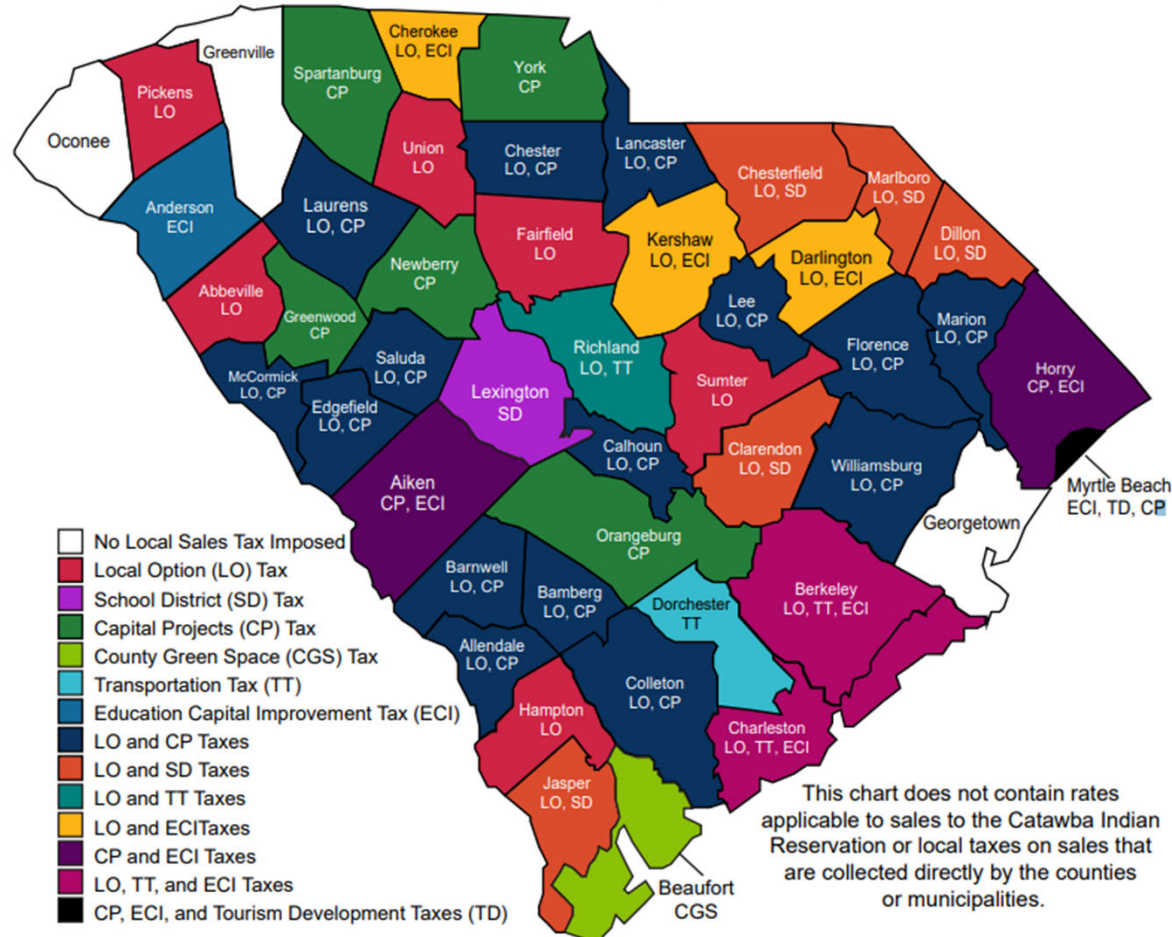 Greenville
Cherokee
LO, ECI
Spartanburg
CP
York
CP
Pickens
LO
Oconee
Union
LO
Chester
LO, CP
Lancaster
LO, CP
Chesterfield
LO, SD
Marlboro
LO, SD
Anderson
ECI
Laurens
LO, CP
Fairfield
LO
Kershaw
LO, ECI
Darlington
LO, ECI
Dillon
LO, SD
Newberry
CP
Abbeville
LO
Greenwood
CP
Lee
LO, CP
Marion
LO, CP
Florence
LO, CP
Saluda
LO, CP
Richland
LO, TT
Horry
CP, ECI
McCormick
LO, CP
Lexington
SD
Sumter
LO
Edgefield
LO, CP
Calhoun
LO, CP
Clarendon
LO, SD
Williamsburg
LO, CP
Aiken
CP, ECI
Myrtle Beach
ECI, TD, CP
Georgetown
Orangeburg
CP
Barnwell
LO, CP
Bamberg
LO, CP
Dorchester
TT
Berkeley
LO, TT, ECI
Allendale
LO, CP
Colleton
LO, CP
Hampton
LO
Charleston
LO, TT, ECI
Jasper
LO, SD
Beaufort
CGS
No Local Sales Tax Imposed
Local Option (LO) Tax
School District (SD) Tax
Capital Projects (CP) Tax
County Green Space (CGS) Tax
Transportation Tax (TT)
Education Capital Improvement Tax (ECI)
LO and CP Taxes
LO and SD Taxes
LO and TT Taxes
LO and ECITaxes
CP and ECI Taxes
LO, TT, and ECI Taxes
CP, ECI, and Tourism Development Taxes (TD)
This chart does not contain rates
applicable to sales to the Catawba Indian
Reservation or local taxes on sales that
are collected directly by the counties
or municipalities.